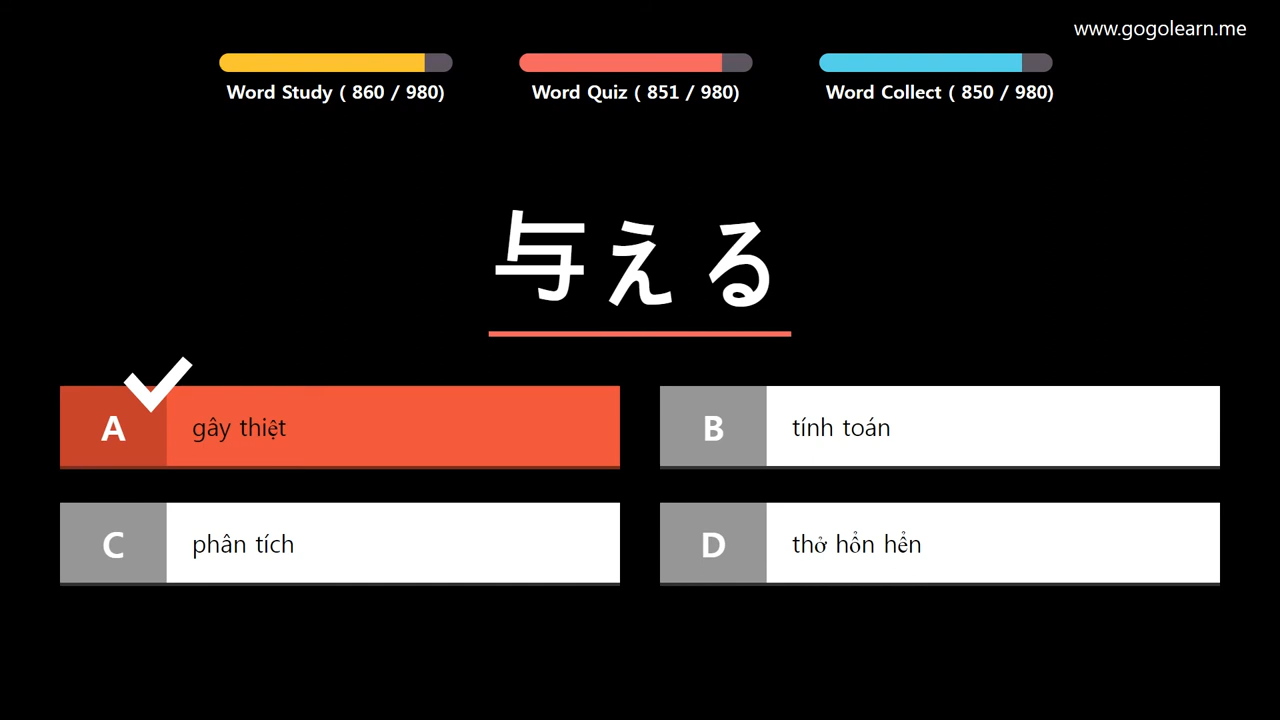 www.gogolearn.me
Word Study ( 860 / 980)
Word Quiz ( 851 / 980)
Word Collect ( 850 / 980)
与える
A gây thiệt
B tính toán
C phân tích
D thở hổn hển